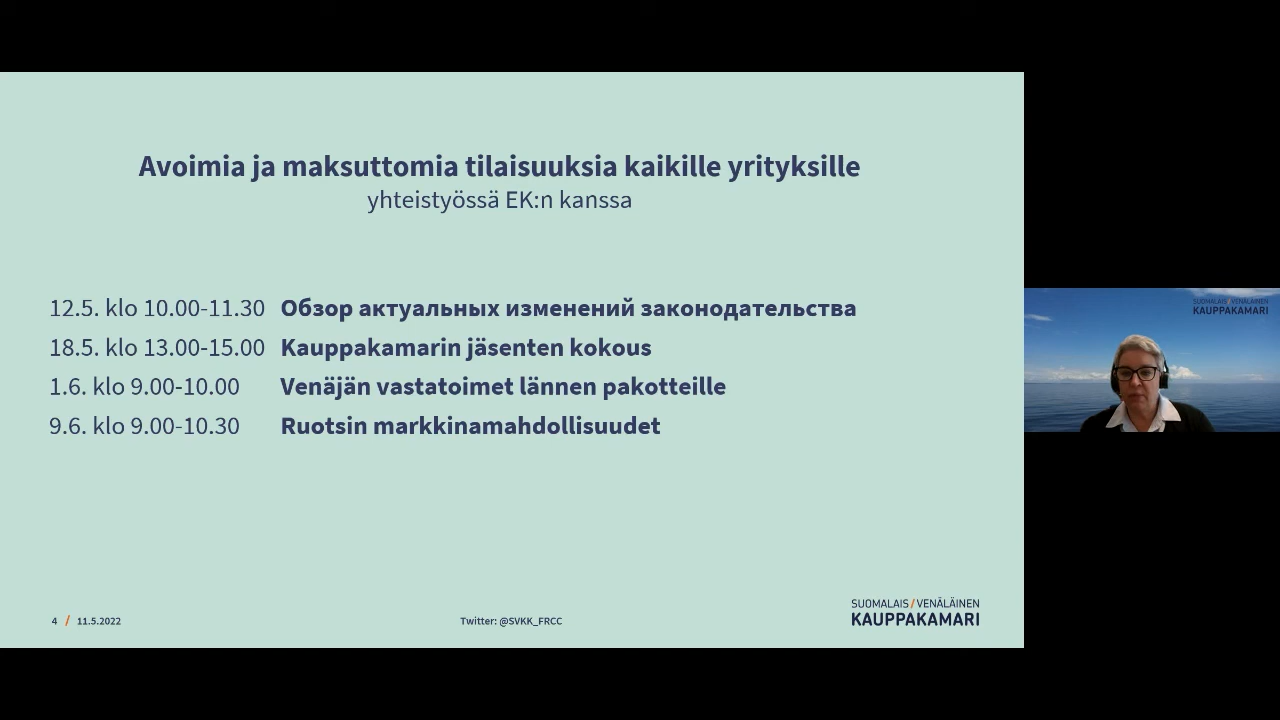 Avoimia ja maksuttomia tilaisuuksia kaikille yrityksille
yhteistyössä EK:n kanssa
12.5. klo 10.00-11.30 Обзор актуальных изменений законодательства
18.5. klo 13.00-15.00 Kauppakamarin jäsenten kokous
1.6. klo 9.00-10.00 Venäjän vastatoimet lännen pakotteille
9.6. klo 9.00-10.30 Ruotsin markkinamahdollisuudet
SUOMALAIS/VENÄLÄINEN
KAUPPAKAMARI
4 / 11.5.2022
Twitter: @SVKK_FRCC
SUOMALAIS/VENÄLÄINEN
KAUPPAKAMARI